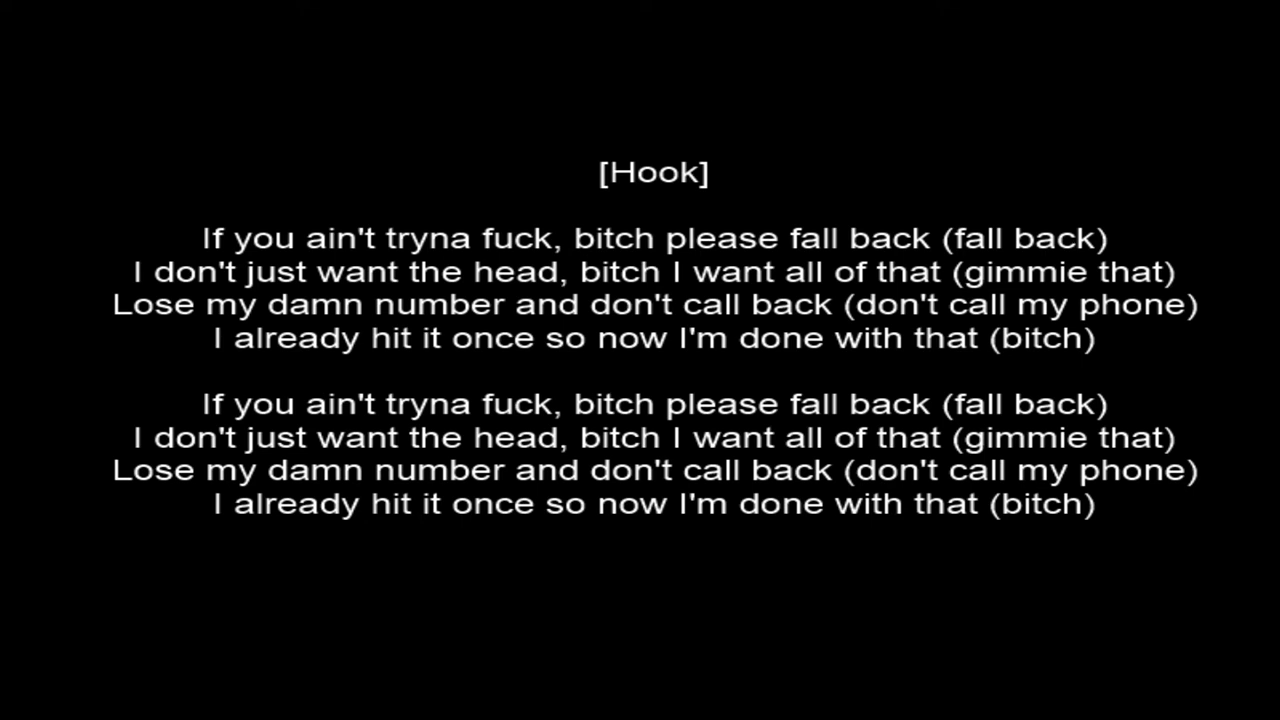 [Hook]
If you ain't tryna fuck, bitch please fall back (fall back)
I don't just want the head, bitch I want all of that (gimmie that)
Lose my damn number and don't call back (don't call my phone)
I already hit it once so now I'm done with that (bitch)
If you ain't tryna fuck, bitch please fall back (fall back)
I don't just want the head, bitch I want all of that (gimmie that)
Lose my damn number and don't call back (don't call my phone)
I already hit it once so now I'm done with that (bitch)